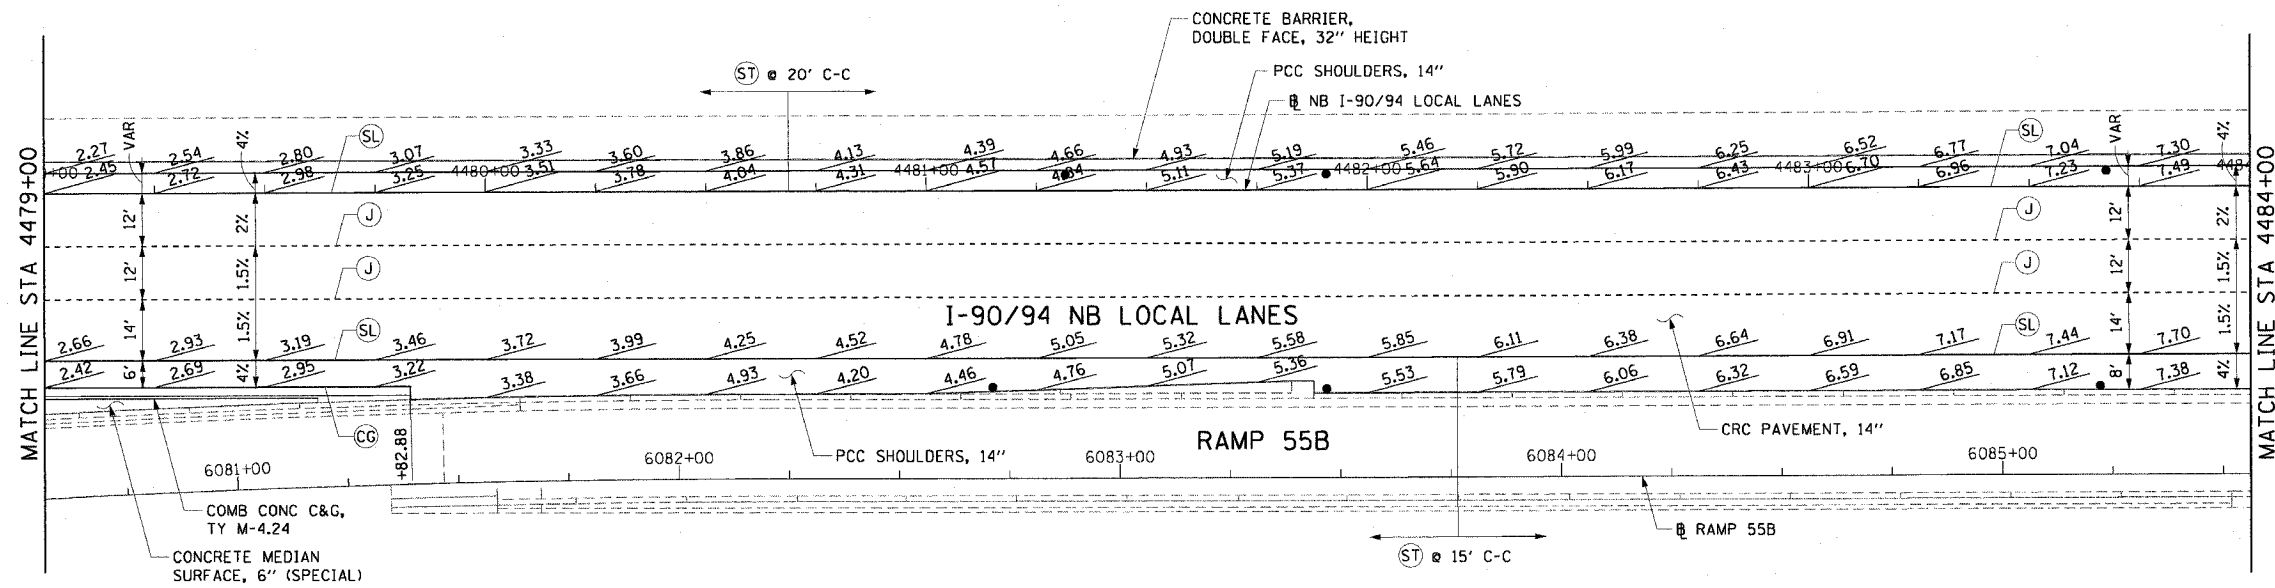 CONCRETE BARRIER,
DOUBLE FACE, 32" HEIGHT
ST @ 20' C-C
PCC SHOULDERS, 14"
℄ NB I-90/94 LOCAL LANES
MATCH LINE STA 4479+00
VAR
4%
SL
SL
VAR
4%
2.27 2.54 2.80 3.07 3.33 3.60 3.86 4.13 4.39 4.66 4.93 5.19 5.46 5.72 5.99 6.25 6.52 6.77 7.04 7.30
+00 4480+00 4481+00 4482+00 4483+00
2.45 2.72 2.98 3.25 3.51 3.78 4.04 4.31 4.57 4.84 5.11 5.37 5.64 5.90 6.17 6.43 6.70 6.96 7.23 7.49
12' 2% J J 12' 2%
12' 1.5% J J 12' 1.5%
14' 1.5% SL SL 14' 1.5%
I-90/94 NB LOCAL LANES
2.66 2.93 3.19 3.46 3.72 3.99 4.25 4.52 4.78 5.05 5.32 5.58 5.85 6.11 6.38 6.64 6.91 7.17 7.44 7.70
6' 4% 8' 4%
2.42 2.69 2.95 3.22 3.38 3.66 4.93 4.20 4.46 4.76 5.07 5.36 5.53 5.79 6.06 6.32 6.59 6.85 7.12 7.38
MATCH LINE STA 4484+00
CG
+82.88
PCC SHOULDERS, 14"
RAMP 55B
CRC PAVEMENT, 14"
6081+00 6082+00 6083+00 6084+00 6085+00
COMB CONC C&G,
TY M-4.24
CONCRETE MEDIAN
SURFACE, 6" (SPECIAL)
ST @ 15' C-C
℄ RAMP 55B